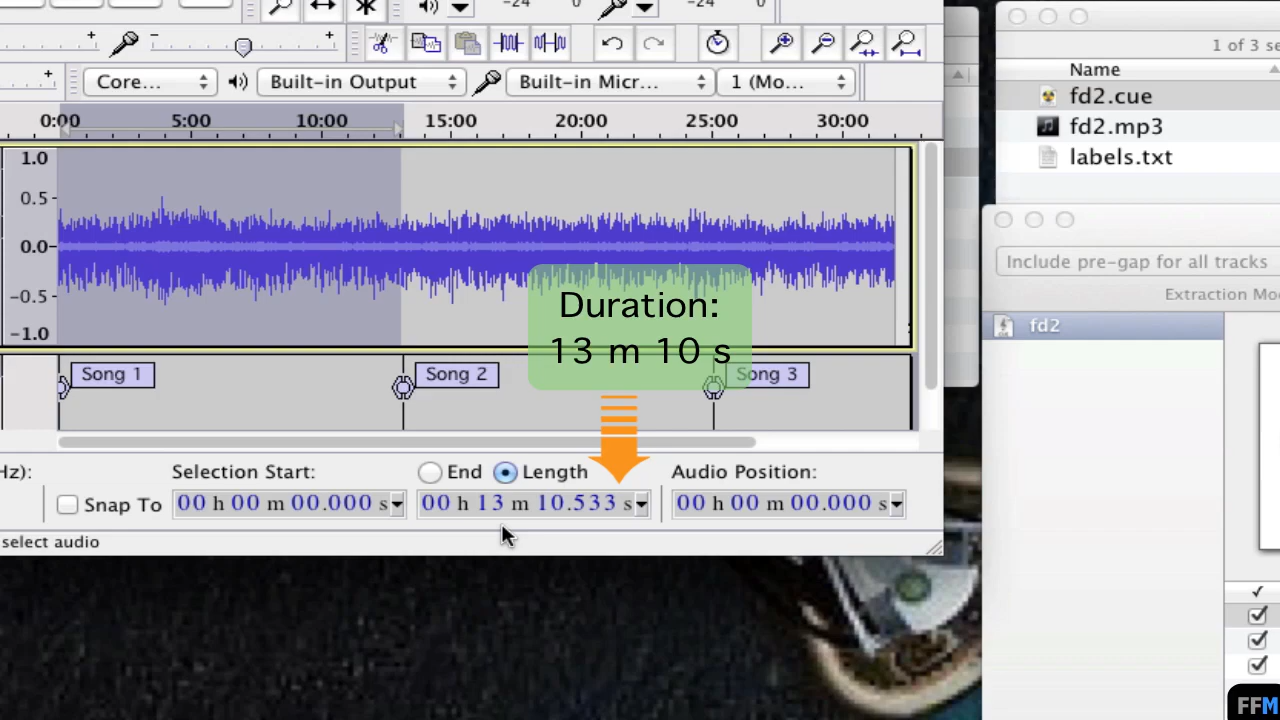 -24 0 -24 0
Core... Built-in Output Built-in Micr... 1 (Mo...
0:00 5:00 10:00 15:00 20:00 25:00 30:00
1.0
0.5
0.0
-0.5
-1.0
Duration:
13 m 10 s
Song 1 Song 2 Song 3
Hz): Selection Start: End Length Audio Position:
Snap To 00 h 00 m 00.000 s 00 h 13 m 10.533 s 00 h 00 m 00.000 s
select audio
1 of 3 se
Name
fd2.cue
fd2.mp3
labels.txt
Include pre-gap for all tracks
Extraction Mo
fd2
FFM